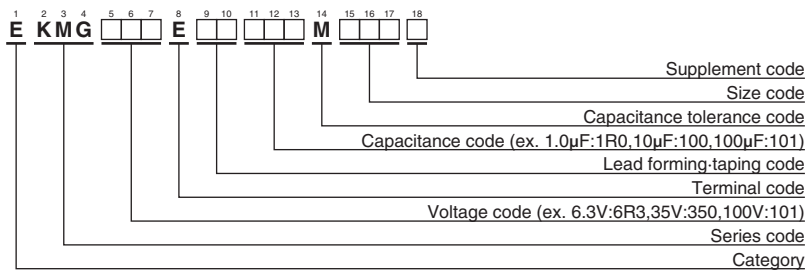 1 2 3 4 5 6 7 8 9 10 11 12 13 14 15 16 17 18
E KMG E M
Supplement code
Size code
Capacitance tolerance code
Capacitance code (ex. 1.0μF:1R0,10μF:100,100μF:101)
Lead forming·taping code
Terminal code
Voltage code (ex. 6.3V:6R3,35V:350,100V:101)
Series code
Category